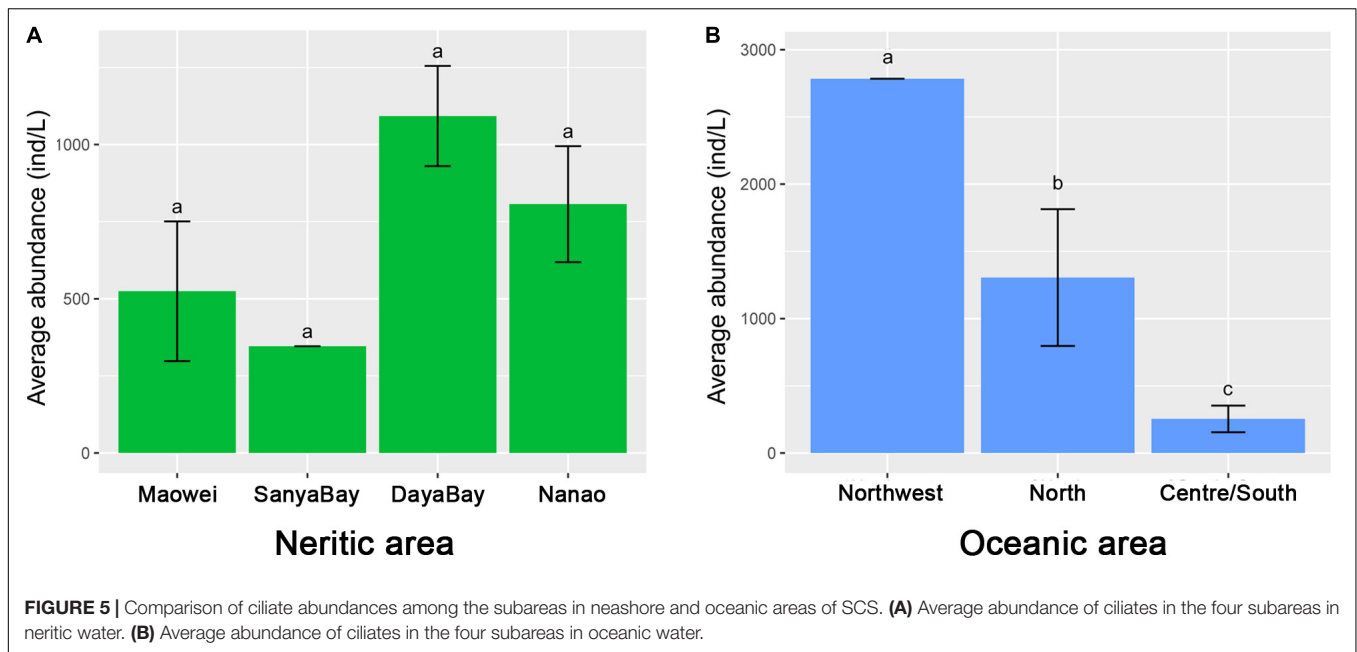 A
Average abundance (ind/L)
1000
500
0
a
a
a
a
Maowei SanyaBay DayaBay Nanao
Neritic area
B
Average abundance (ind/L)
3000
2000
1000
0
a
b
c
Northwest North Centre/South
Oceanic area
FIGURE 5 | Comparison of ciliate abundances among the subareas in neashore and oceanic areas of SCS. (A) Average abundance of ciliates in the four subareas in
neritic water. (B) Average abundance of ciliates in the four subareas in oceanic water.